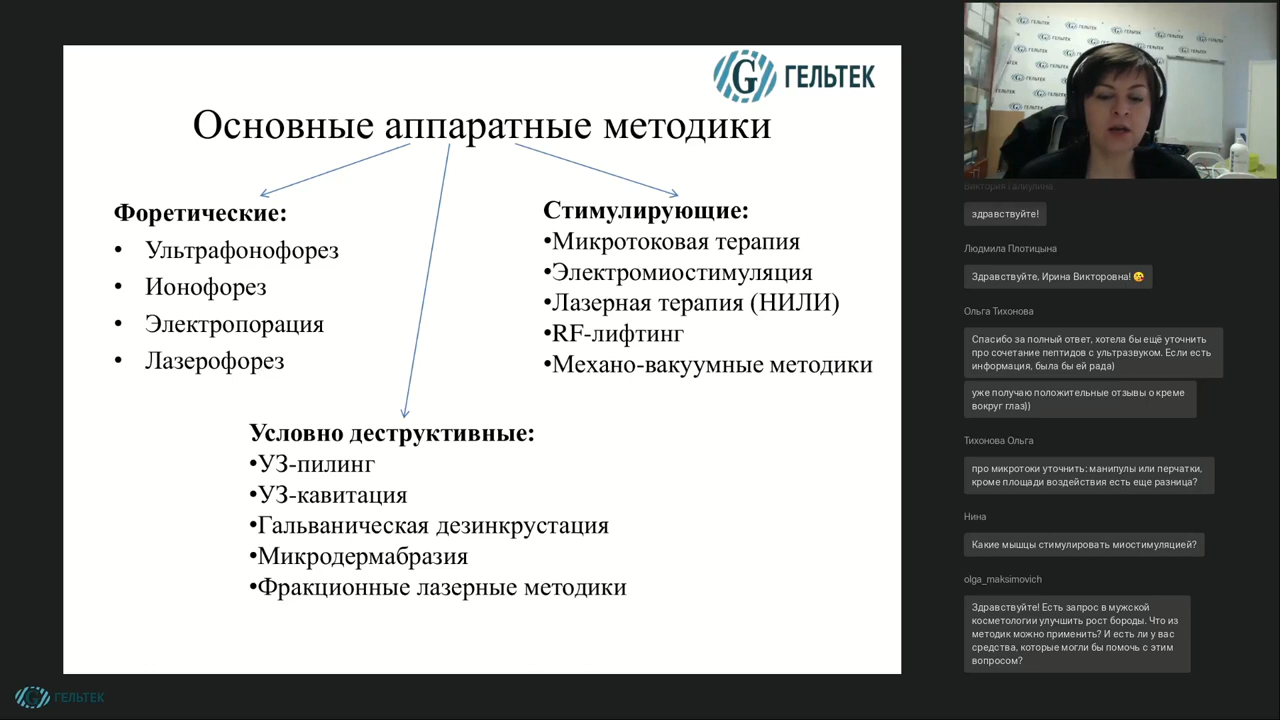 ГЕЛЬТЕК
Основные аппаратные методики
Форетические:
• Ультрафонофорез
• Ионофорез
• Электропорация
• Лазерофорез
Стимулирующие:
•Микротоковая терапия
•Электромиостимуляция
•Лазерная терапия (НИЛИ)
•RF-лифтинг
•Механо-вакуумные методики
Условно деструктивные:
•УЗ-пилинг
•УЗ-кавитация
•Гальваническая дезинкрустация
•Микродермабразия
•Фракционные лазерные методики
ГЕЛЬТЕК
Виктория Галиулина
здравствуйте!
Людмила Плотицына
Здравствуйте, Ирина Викторовна! 😘
Ольга Тихонова
Спасибо за полный ответ, хотела бы ещё уточнить
про сочетание пептидов с ультразвуком. Если есть
информация, была бы ей рада)
уже получаю положительные отзывы о креме
вокруг глаз))
Тихонова Ольга
про микротоки уточнить: манипулы или перчатки,
кроме площади воздействия есть еще разница?
Нина
Какие мышцы стимулировать миостимуляцией?
olga_maksimovich
Здравствуйте! Есть запрос в мужской
косметологии улучшить рост бороды. Что из
методик можно применить? И есть ли у вас
средства, которые могли бы помочь с этим
вопросом?